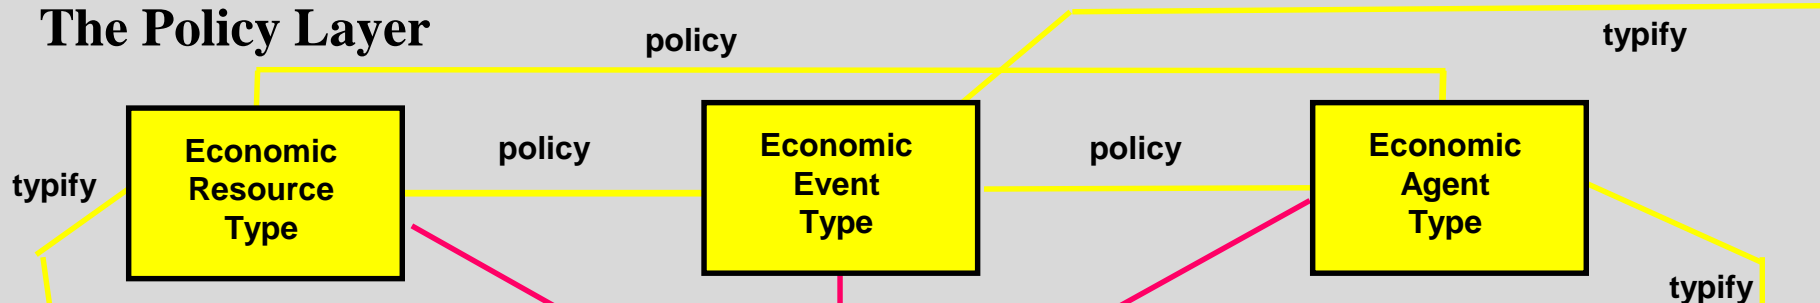 The Policy Layer
policy
typify
Economic
Resource
Type
policy
Economic
Event
Type
policy
Economic
Agent
Type
typify
typify